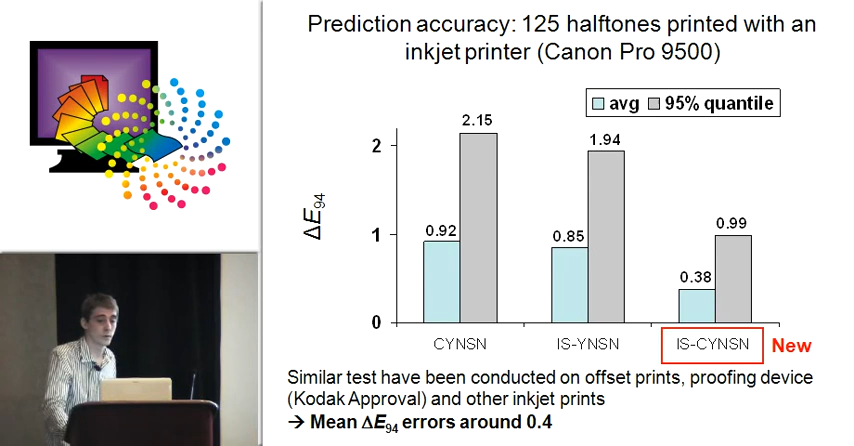 Prediction accuracy: 125 halftones printed with an
inkjet printer (Canon Pro 9500)
avg 95% quantile
2.15
2
1.94
ΔE94
1
0.92
0.85
0.99
0.38
0
CYNSN IS-YNSN IS-CYNSN New
Similar test have been conducted on offset prints, proofing device
(Kodak Approval) and other inkjet prints
→ Mean ΔE94 errors around 0.4